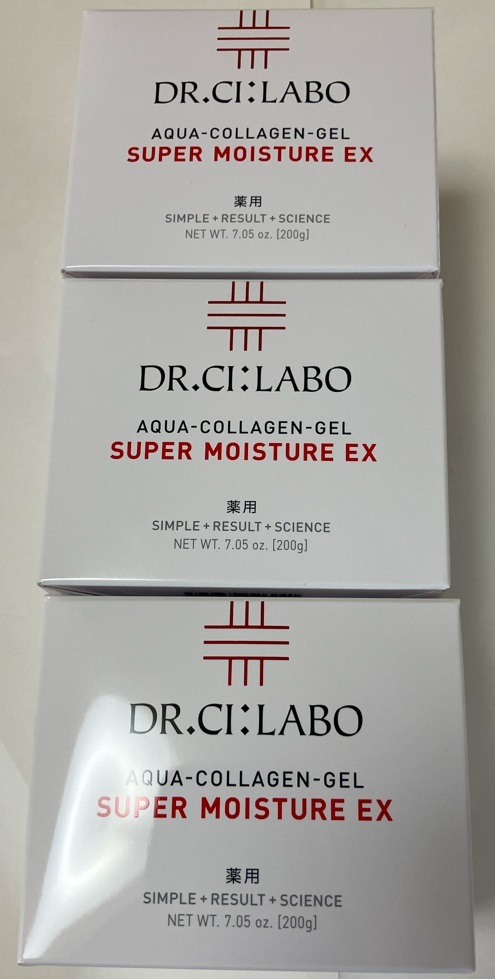 DR.CI:LABO
AQUA-COLLAGEN-GEL
SUPER MOISTURE EX
薬用
SIMPLE+RESULT+SCIENCE
NET WT. 7.05 oz. [200g]
DR.CI:LABO
AQUA-COLLAGEN-GEL
SUPER MOISTURE EX
薬用
SIMPLE+RESULT+SCIENCE
NET WT. 7.05 oz. [200g]
DR.CI:LABO
AQUA-COLLAGEN-GEL
SUPER MOISTURE EX
薬用
SIMPLE+RESULT+SCIENCE
NET WT. 7.05 oz. [200g]